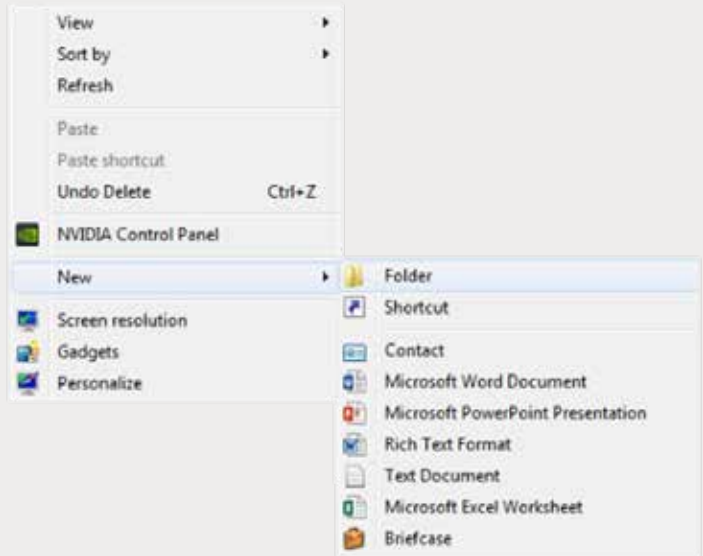 View
Sort by
Refresh
Paste
Paste shortcut
Undo Delete Ctrl+Z
NVIDIA Control Panel
New
Screen resolution
Gadgets
Personalize
Folder
Shortcut
Contact
Microsoft Word Document
Microsoft PowerPoint Presentation
Rich Text Format
Text Document
Microsoft Excel Worksheet
Briefcase